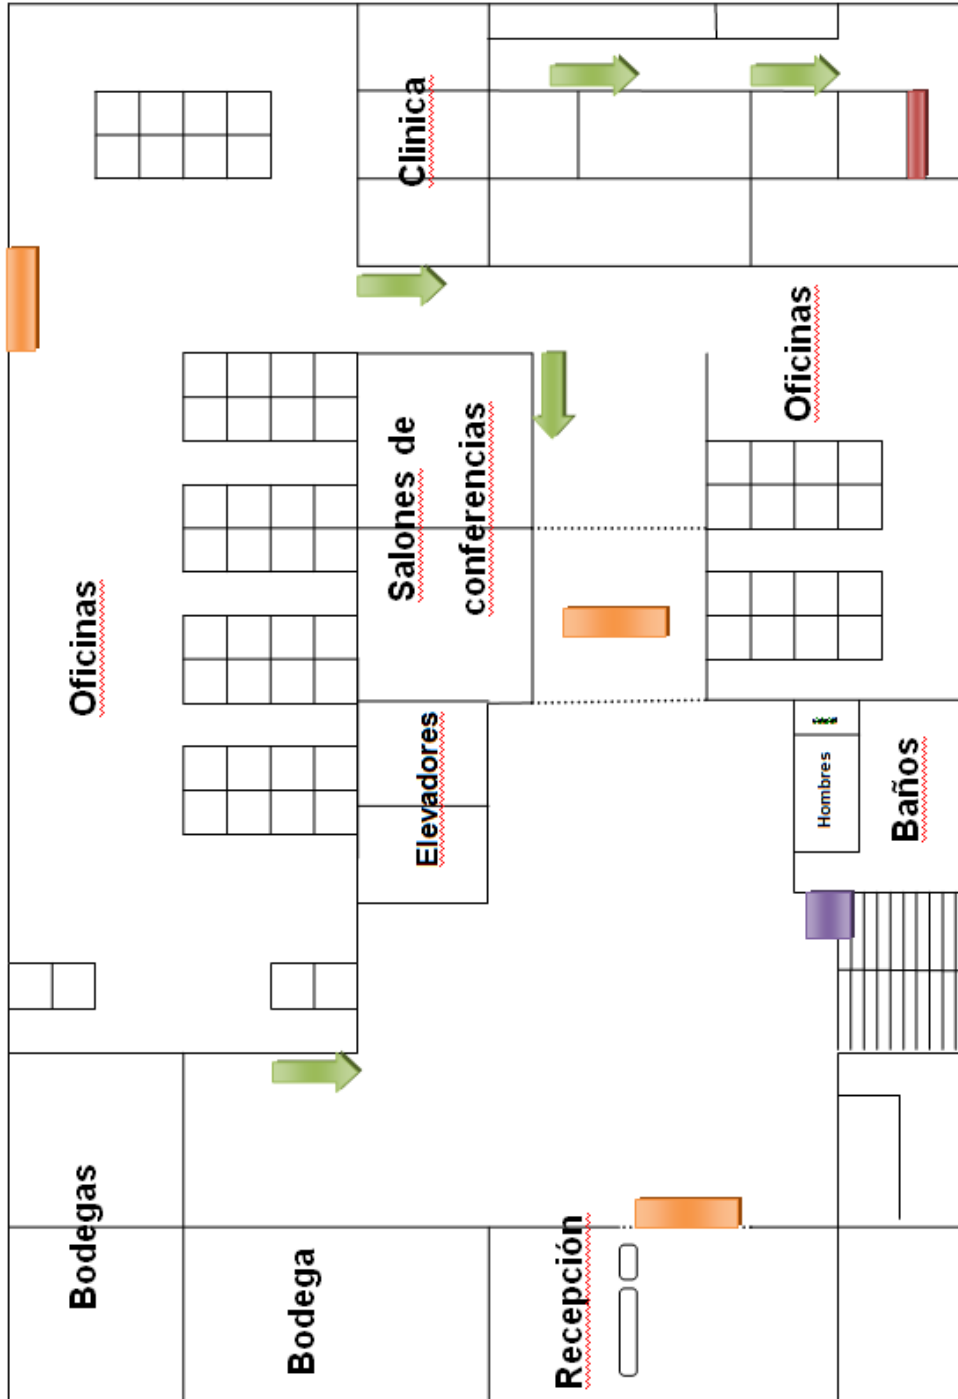 Bodegas
Oficinas
Bodega
Clinica
Salones de
conferencias
Elevadores
Recepción
Oficinas
Hombres
Baños